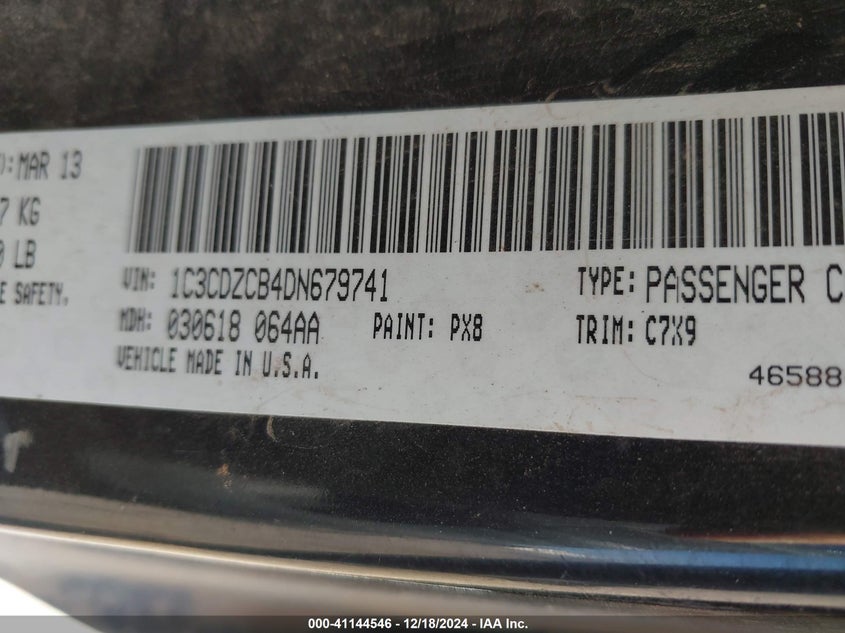 D: MAR 13
7 KG
0 LB
E SAFETY.
VIN: 1C3CDZCB4DN679741
TYPE: PASSENGER C
MDH: 030618 064AA PAINT: PX8 TRIM: C7X9
VEHICLE MADE IN U.S.A.
46588
000-41144546 - 12/18/2024 - IAA Inc.